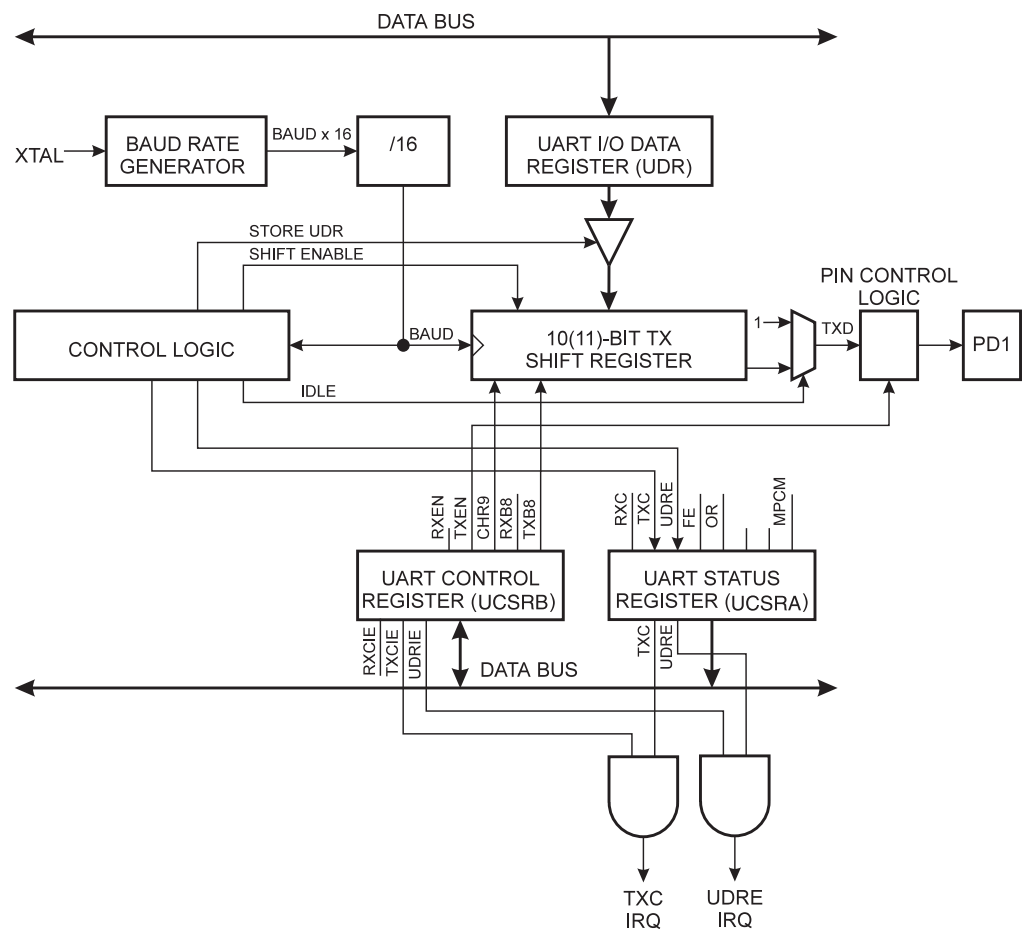 DATA BUS
XTAL
BAUD RATE
GENERATOR
BAUD x 16
/16
UART I/O DATA
REGISTER (UDR)
STORE UDR
SHIFT ENABLE
PIN CONTROL
LOGIC
CONTROL LOGIC
BAUD
10(11)-BIT TX
SHIFT REGISTER
1
TXD
PD1
IDLE
RXEN
TXEN
CHR9
RXB8
TXB8
RXC
TXC
UDRE
FE
OR
MPCM
UART CONTROL
REGISTER (UCSRB)
UART STATUS
REGISTER (UCSRA)
RXCIE
TXCIE
UDRIE
TXC
UDRE
DATA BUS
TXC
IRQ
UDRE
IRQ